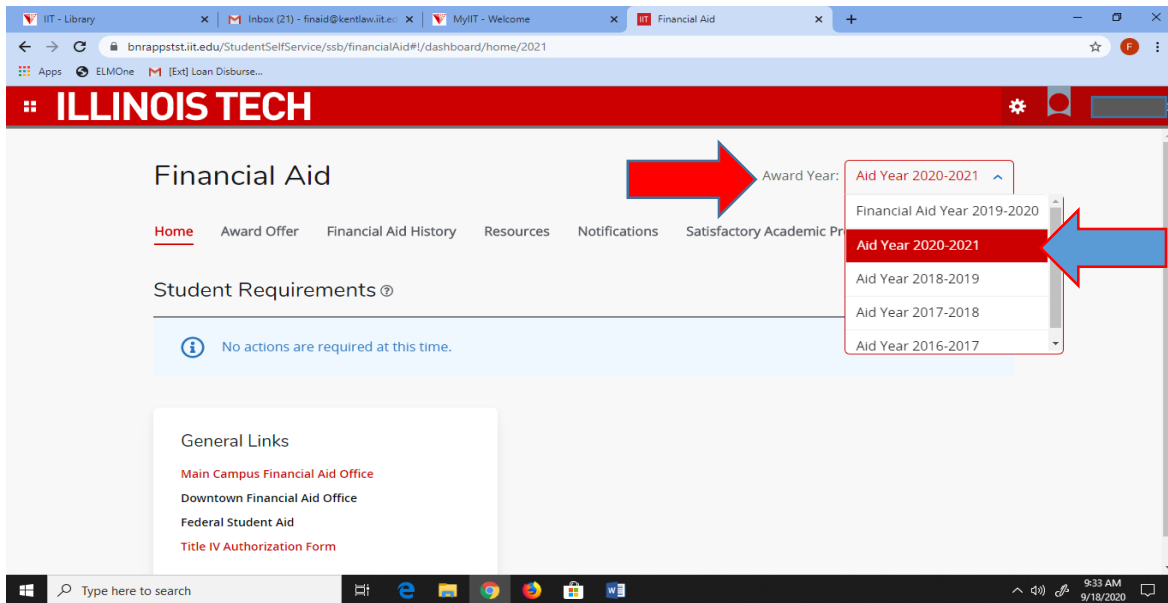 IIT - Library
Inbox (21) - finaid@kentlaw.iit.ed
MyIIT - Welcome
IIT Financial Aid
bnrappstst.iit.edu/StudentSelfService/ssb/financialAid#!/dashboard/home/2021
F
Apps ELMOne [Ext] Loan Disburse...
ILLINOIS TECH
Financial Aid
Award Year: Aid Year 2020-2021
Financial Aid Year 2019-2020
Aid Year 2020-2021
Aid Year 2018-2019
Aid Year 2017-2018
Aid Year 2016-2017
Home Award Offer Financial Aid History Resources Notifications Satisfactory Academic Pr
Student Requirements
No actions are required at this time.
General Links
Main Campus Financial Aid Office
Downtown Financial Aid Office
Federal Student Aid
Title IV Authorization Form
Type here to search
9:33 AM
9/18/2020